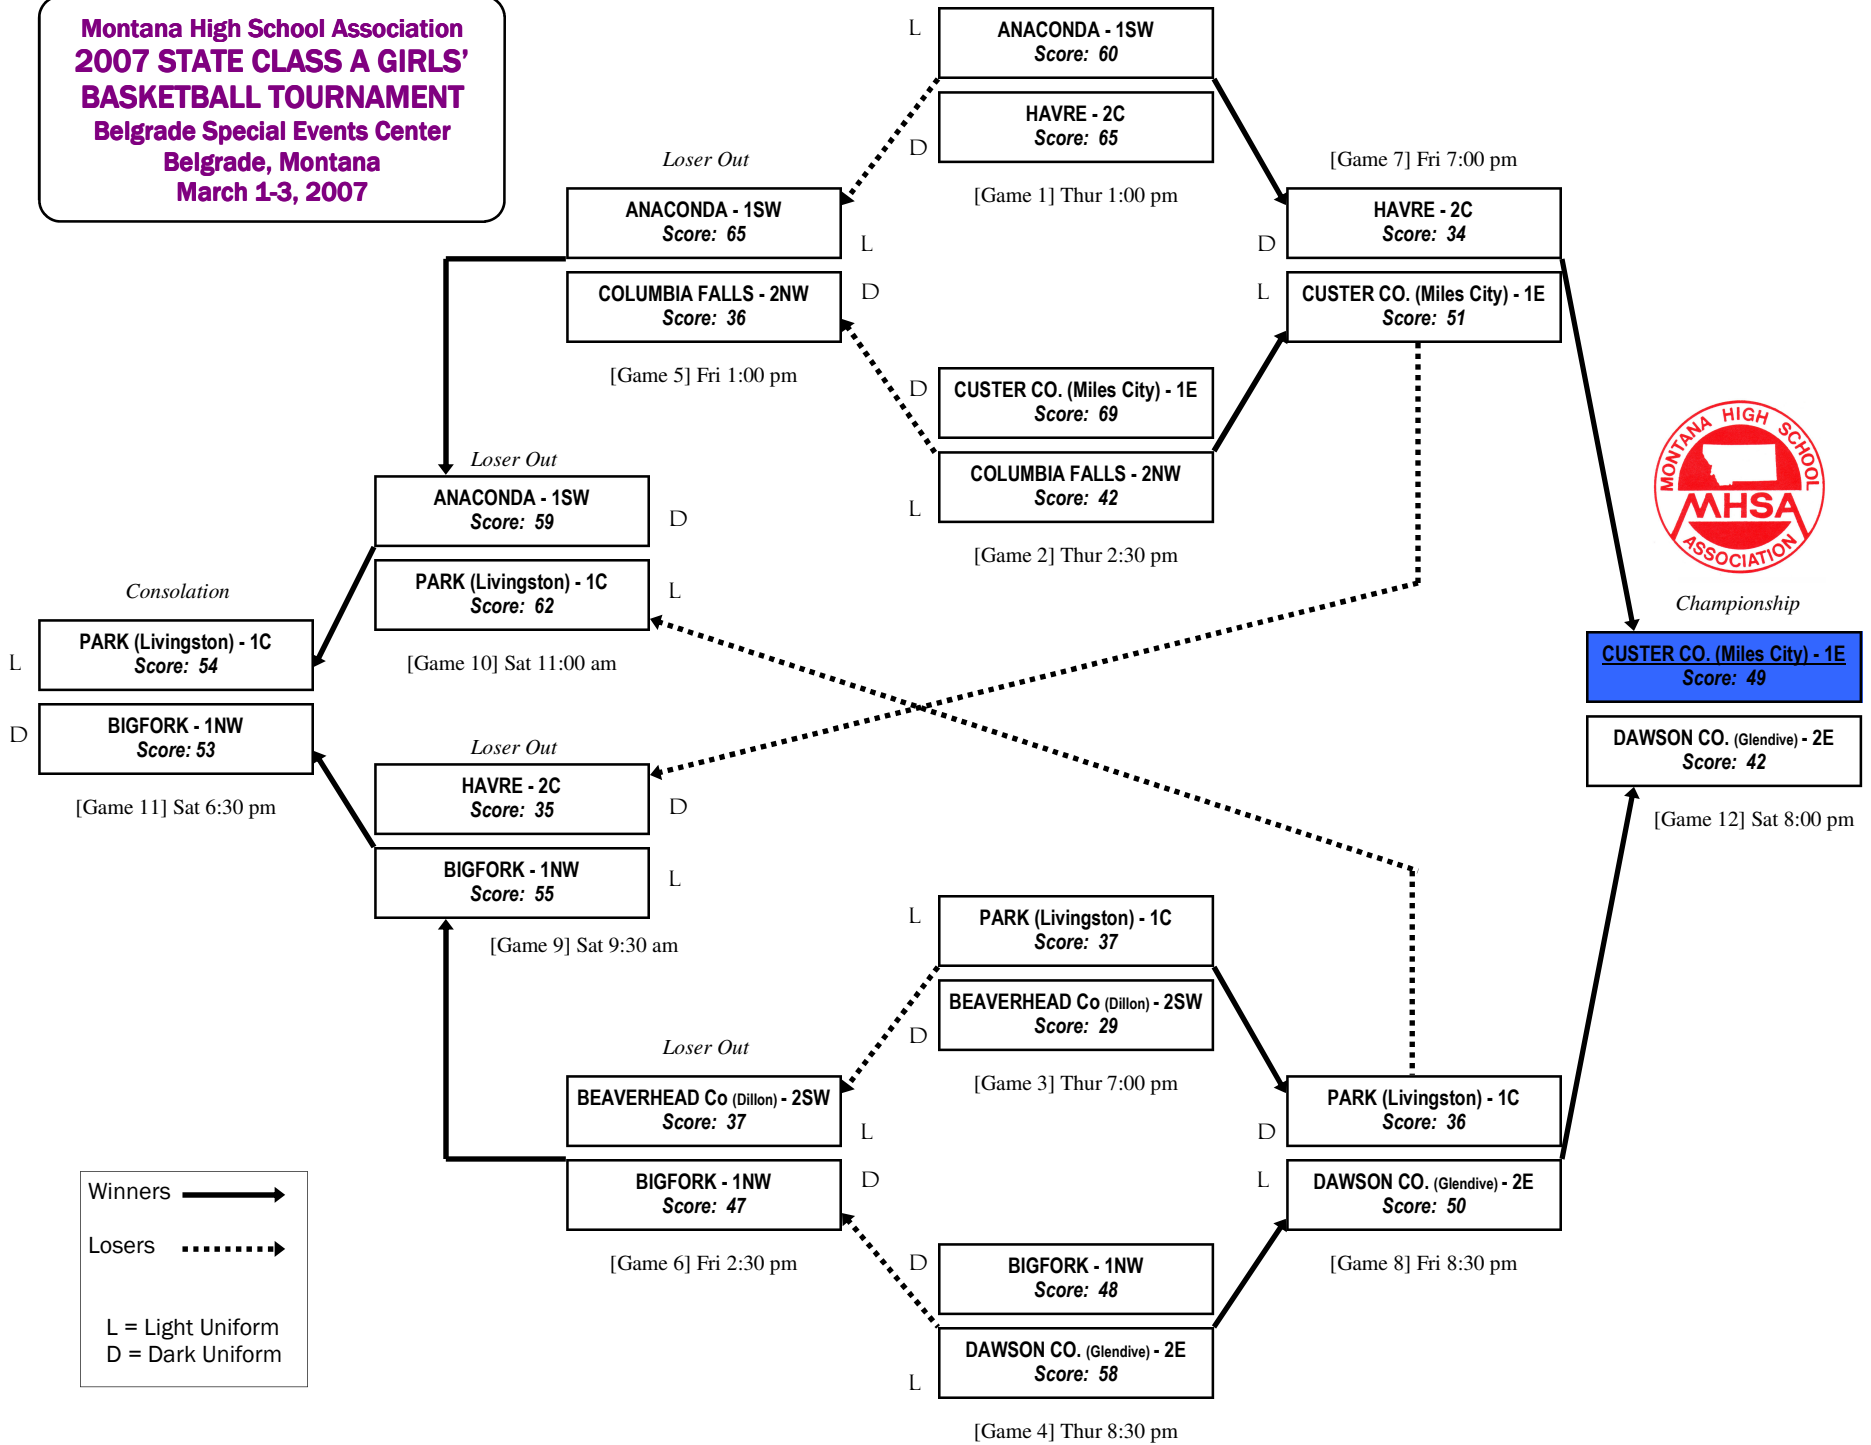 Montana High School Association
2007 STATE CLASS A GIRLS'
BASKETBALL TOURNAMENT
Belgrade Special Events Center
Belgrade, Montana
March 1-3, 2007
L
ANACONDA - 1SW
Score: 60
D
HAVRE - 2C
Score: 65
[Game 1] Thur 1:00 pm
Loser Out
ANACONDA - 1SW
Score: 65
L
COLUMBIA FALLS - 2NW
Score: 36
D
[Game 5] Fri 1:00 pm
[Game 7] Fri 7:00 pm
D
HAVRE - 2C
Score: 34
L
CUSTER CO. (Miles City) - 1E
Score: 51
D
CUSTER CO. (Miles City) - 1E
Score: 69
L
COLUMBIA FALLS - 2NW
Score: 42
[Game 2] Thur 2:30 pm
Loser Out
ANACONDA - 1SW
Score: 59
D
PARK (Livingston) - 1C
Score: 62
L
[Game 10] Sat 11:00 am
Consolation
L
PARK (Livingston) - 1C
Score: 54
D
BIGFORK - 1NW
Score: 53
[Game 11] Sat 6:30 pm
Loser Out
HAVRE - 2C
Score: 35
D
BIGFORK - 1NW
Score: 55
L
[Game 9] Sat 9:30 am
MONTANA HIGH SCHOOL
MHSA
ASSOCIATION
Championship
CUSTER CO. (Miles City) - 1E
Score: 49
DAWSON CO. (Glendive) - 2E
Score: 42
[Game 12] Sat 8:00 pm
L
PARK (Livingston) - 1C
Score: 37
D
BEAVERHEAD Co (Dillon) - 2SW
Score: 29
[Game 3] Thur 7:00 pm
Loser Out
BEAVERHEAD Co (Dillon) - 2SW
Score: 37
L
BIGFORK - 1NW
Score: 47
D
[Game 6] Fri 2:30 pm
D
PARK (Livingston) - 1C
Score: 36
L
DAWSON CO. (Glendive) - 2E
Score: 50
[Game 8] Fri 8:30 pm
D
BIGFORK - 1NW
Score: 48
L
DAWSON CO. (Glendive) - 2E
Score: 58
[Game 4] Thur 8:30 pm
Winners
Losers
L = Light Uniform
D = Dark Uniform